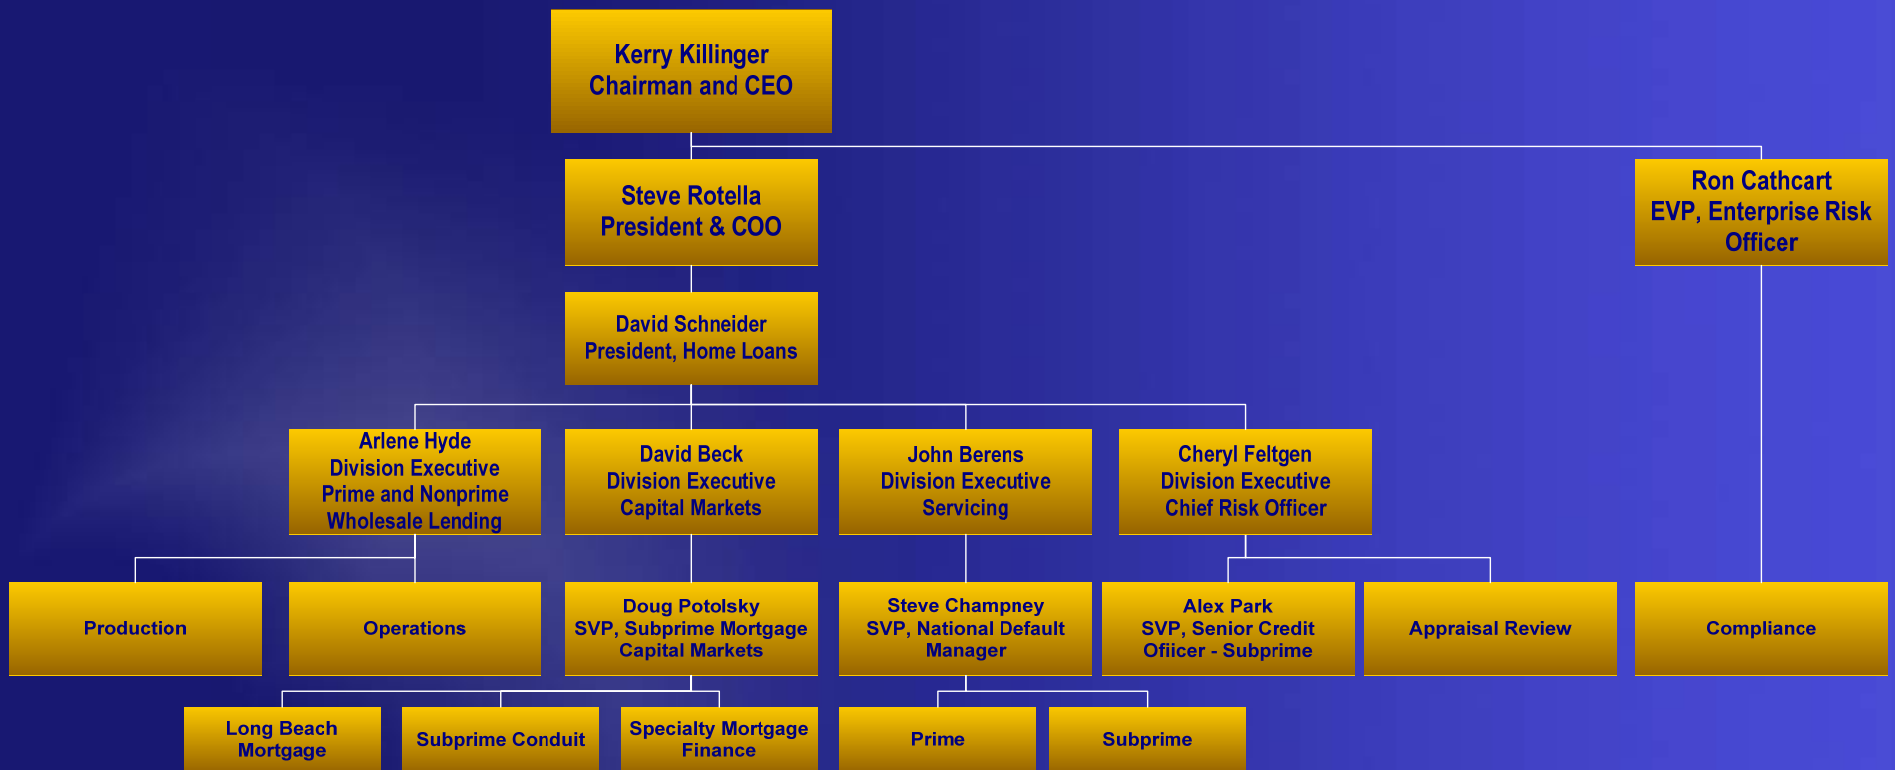 Kerry Killinger
Chairman and CEO
Steve Rotella
President & COO
Ron Cathcart
EVP, Enterprise Risk
Officer
David Schneider
President, Home Loans
Arlene Hyde
Division Executive
Prime and Nonprime
Wholesale Lending
David Beck
Division Executive
Capital Markets
John Berens
Division Executive
Servicing
Cheryl Feltgen
Division Executive
Chief Risk Officer
Production
Operations
Doug Potolsky
SVP, Subprime Mortgage
Capital Markets
Steve Champney
SVP, National Default
Manager
Alex Park
SVP, Senior Credit
Ofiicer - Subprime
Appraisal Review
Compliance
Long Beach
Mortgage
Subprime Conduit
Specialty Mortgage
Finance
Prime
Subprime